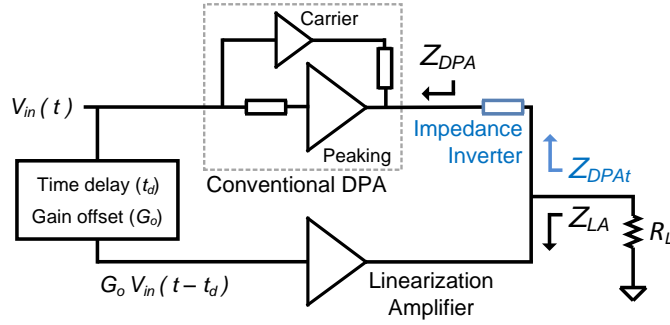 Carrier
Z_DPA
V_in(t)
Impedance
Inverter
Peaking
Conventional DPA
Time delay (t_d)
Gain offset (G_o)
Z_DPAt
Z_LA
R_L
G_o V_in(t – t_d)
Linearization
Amplifier